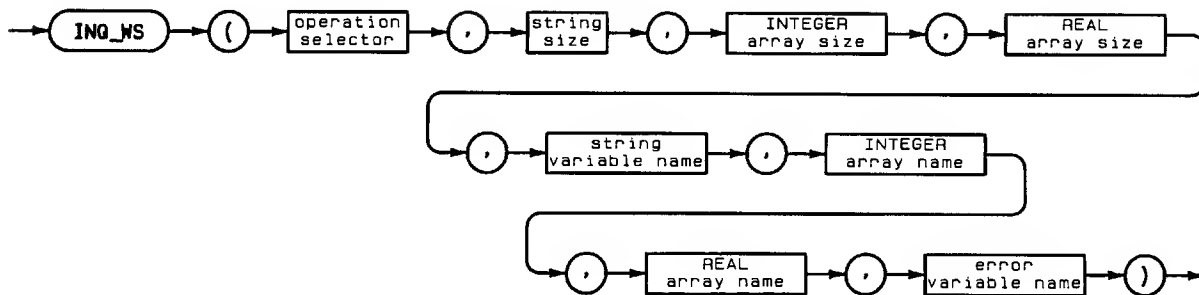 INQ_WS ( operation selector , string size , INTEGER array size , REAL array size
, string variable name , INTEGER array name
, REAL array name , error variable name )